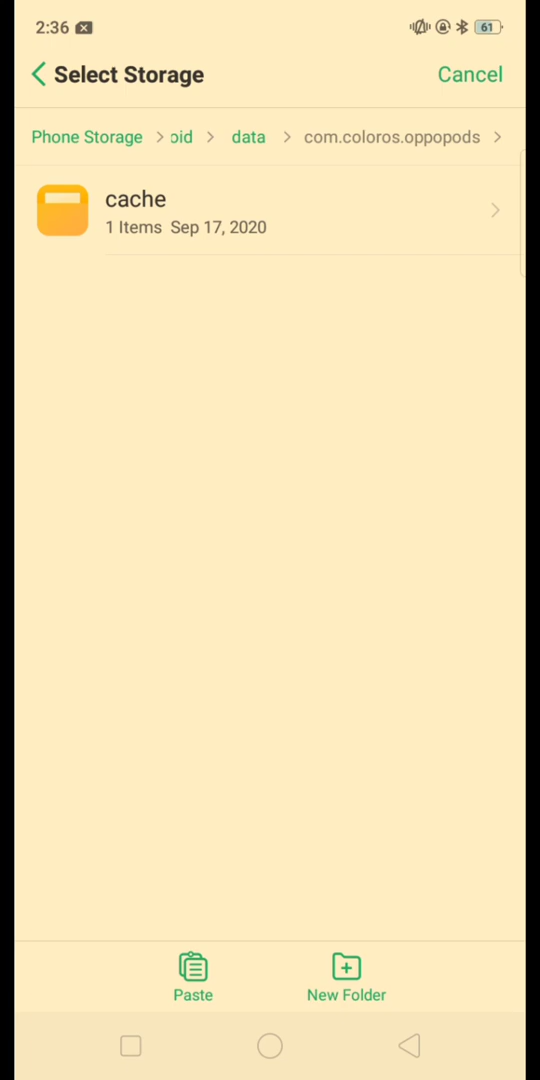 2:36 61
Select Storage Cancel
Phone Storage > oid > data > com.coloros.oppopods >
cache
1 Items Sep 17, 2020
Paste New Folder